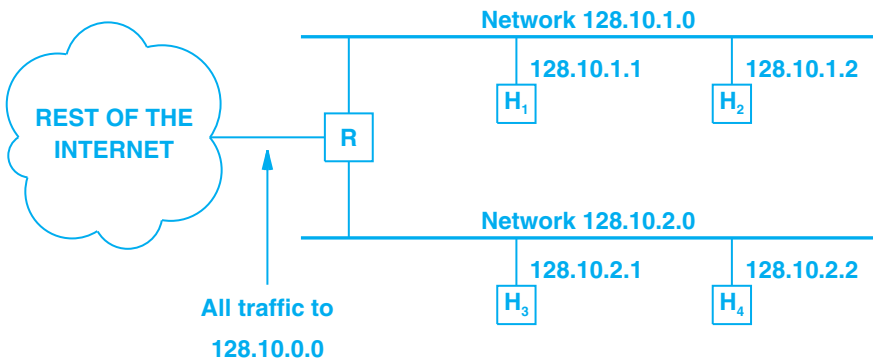 Network 128.10.1.0
128.10.1.1
128.10.1.2
H₁
H₂
REST OF THE
INTERNET
R
Network 128.10.2.0
128.10.2.1
128.10.2.2
H₃
H₄
All traffic to
128.10.0.0